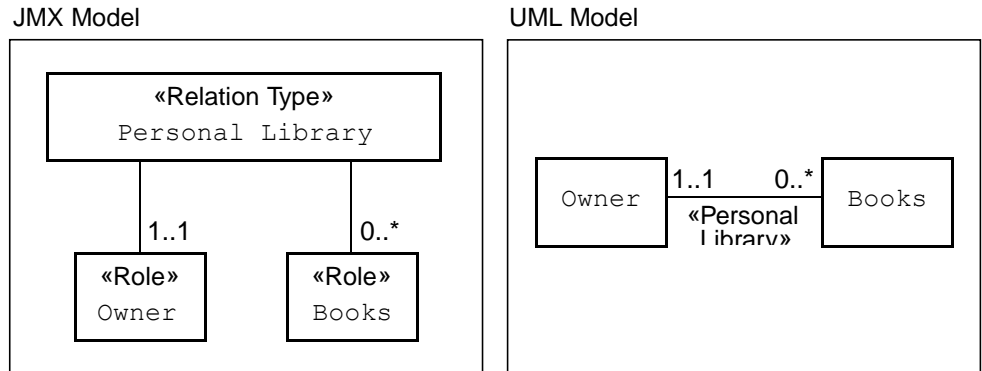 JMX Model
«Relation Type»
Personal Library
1..1
0..*
«Role»
Owner
«Role»
Books
UML Model
Owner
1..1
0..*
«Personal
Library»
Books